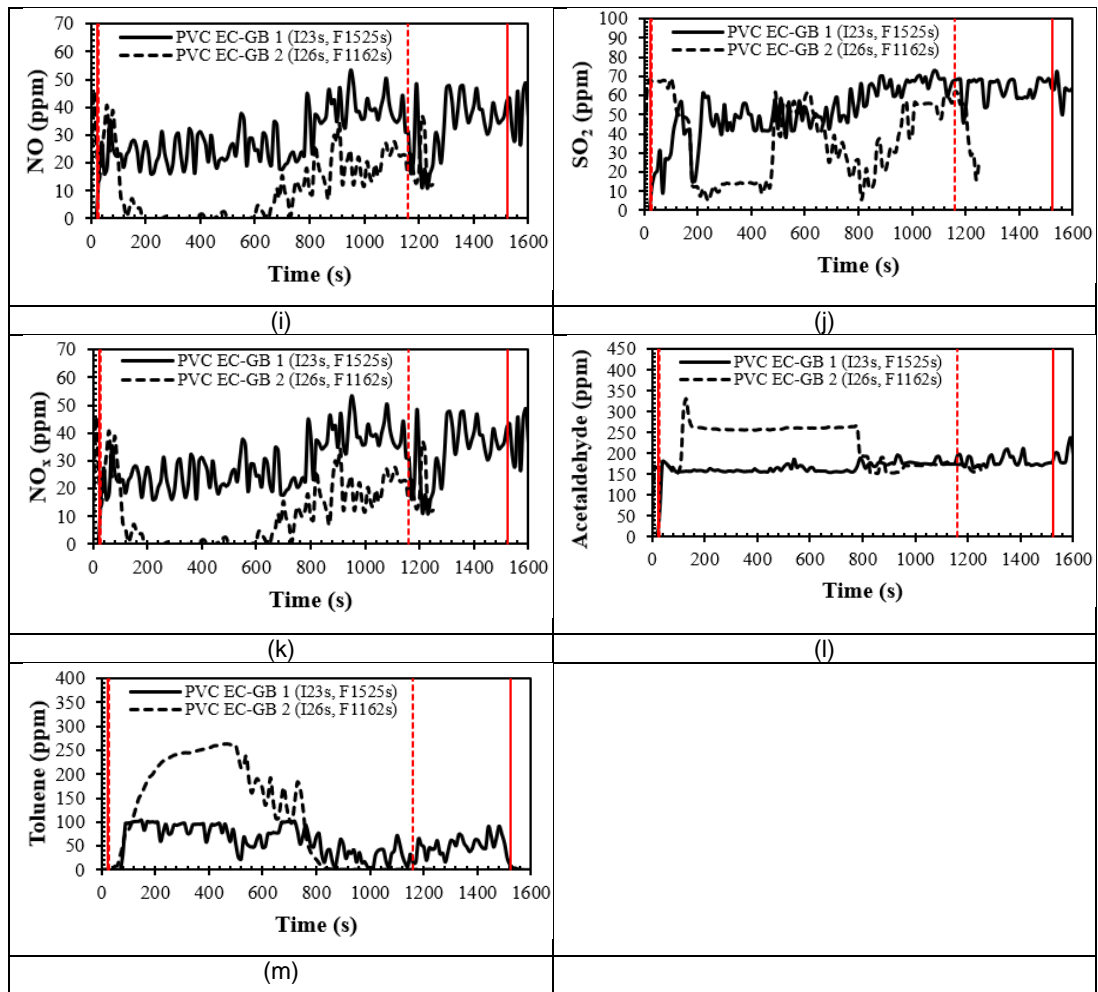 NO (ppm)
70
60
50
40
30
20
10
0
PVC EC-GB 1 (I23s, F1525s)
PVC EC-GB 2 (I26s, F1162s)
0 200 400 600 800 1000 1200 1400 1600
Time (s)
SO2 (ppm)
100
90
80
70
60
50
40
30
20
10
0
PVC EC-GB 1 (I23s, F1525s)
PVC EC-GB 2 (I26s, F1162s)
0 200 400 600 800 1000 1200 1400 1600
Time (s)
(i)
(j)
NOx (ppm)
70
60
50
40
30
20
10
0
PVC EC-GB 1 (I23s, F1525s)
PVC EC-GB 2 (I26s, F1162s)
0 200 400 600 800 1000 1200 1400 1600
Time (s)
Acetaldehyde (ppm)
450
400
350
300
250
200
150
100
50
0
PVC EC-GB 1 (I23s, F1525s)
PVC EC-GB 2 (I26s, F1162s)
0 200 400 600 800 1000 1200 1400 1600
Time (s)
(k)
(l)
Toluene (ppm)
400
350
300
250
200
150
100
50
0
PVC EC-GB 1 (I23s, F1525s)
PVC EC-GB 2 (I26s, F1162s)
0 200 400 600 800 1000 1200 1400 1600
Time (s)
(m)